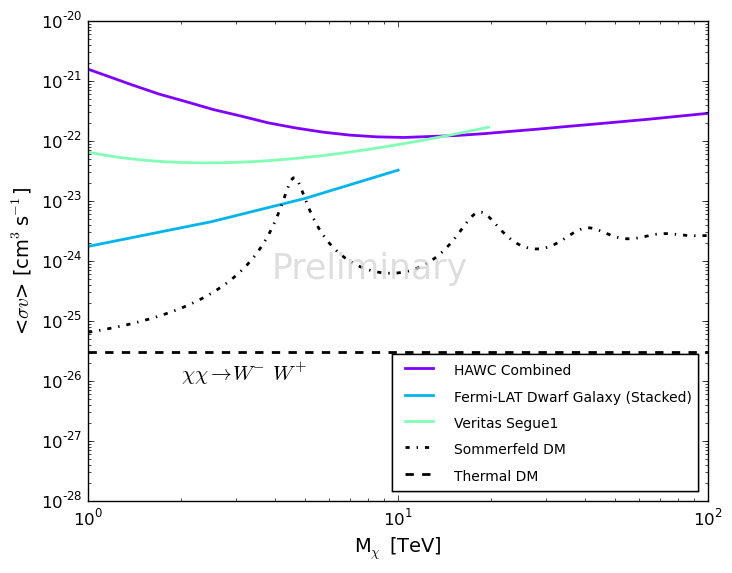 10^-20
10^-21
10^-22
10^-23
10^-24
10^-25
10^-26
10^-27
10^-28
<σv> [cm^3 s^-1]
Preliminary
χχ→W^- W^+
HAWC Combined
Fermi-LAT Dwarf Galaxy (Stacked)
Veritas Segue1
Sommerfeld DM
Thermal DM
10^0 10^1 10^2
M_χ [TeV]